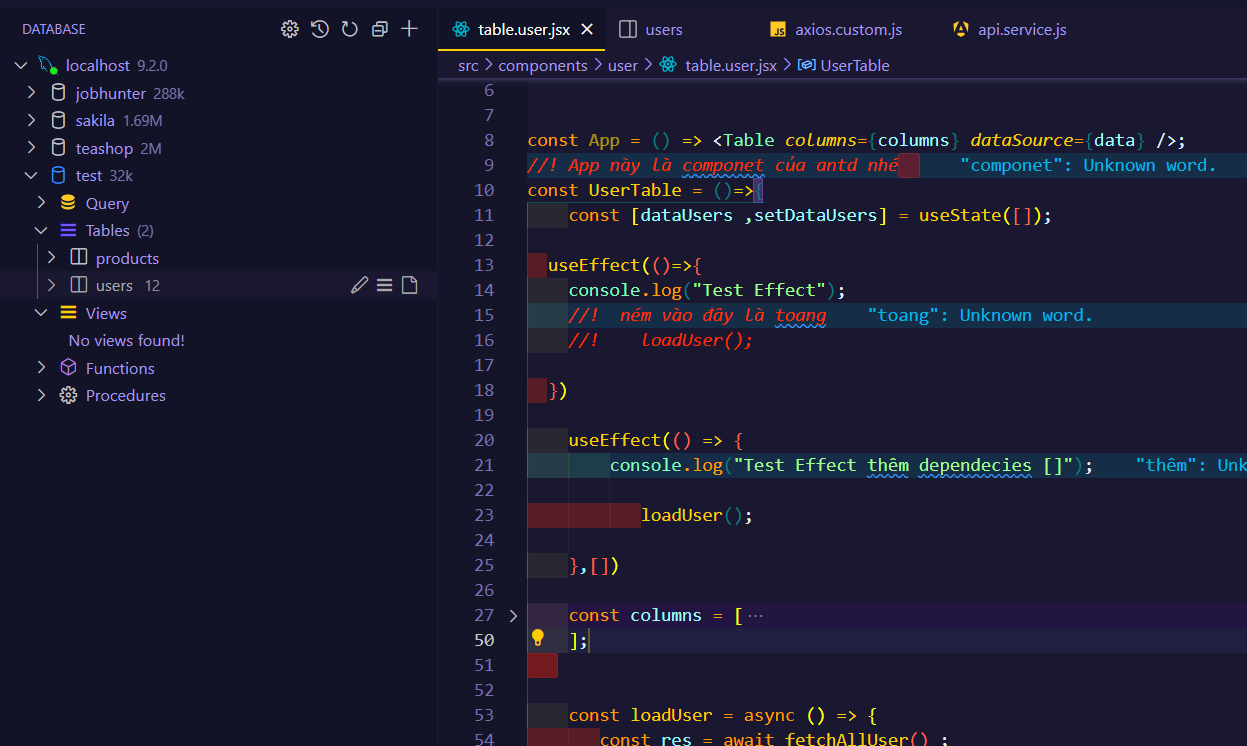 DATABASE
localhost 9.2.0
jobhunter 288k
sakila 1.69M
teashop 2M
test 32k
Query
Tables (2)
products
users 12
Views
No views found!
Functions
Procedures
table.user.jsx
users
JS axios.custom.js
api.service.js
src > components > user > table.user.jsx > UserTable
6
7
8 const App = () => <Table columns={columns} dataSource={data} />;
9 //! App này là componet của antd nhé "componet": Unknown word.
10 const UserTable = ()=>{
11 const [dataUsers ,setDataUsers] = useState([]);
12
13 useEffect(()=>{
14 console.log("Test Effect");
15 //! ném vào đây là toang "toang": Unknown word.
16 //! loadUser();
17
18 })
19
20 useEffect(() => {
21 console.log("Test Effect thêm dependecies []"); "thêm": Unk
22
23 loadUser();
24
25 },[])
26
27 const columns = [ ···
50 ];
51
52
53 const loadUser = async () => {
54 const res = await fetchAllUser() ;